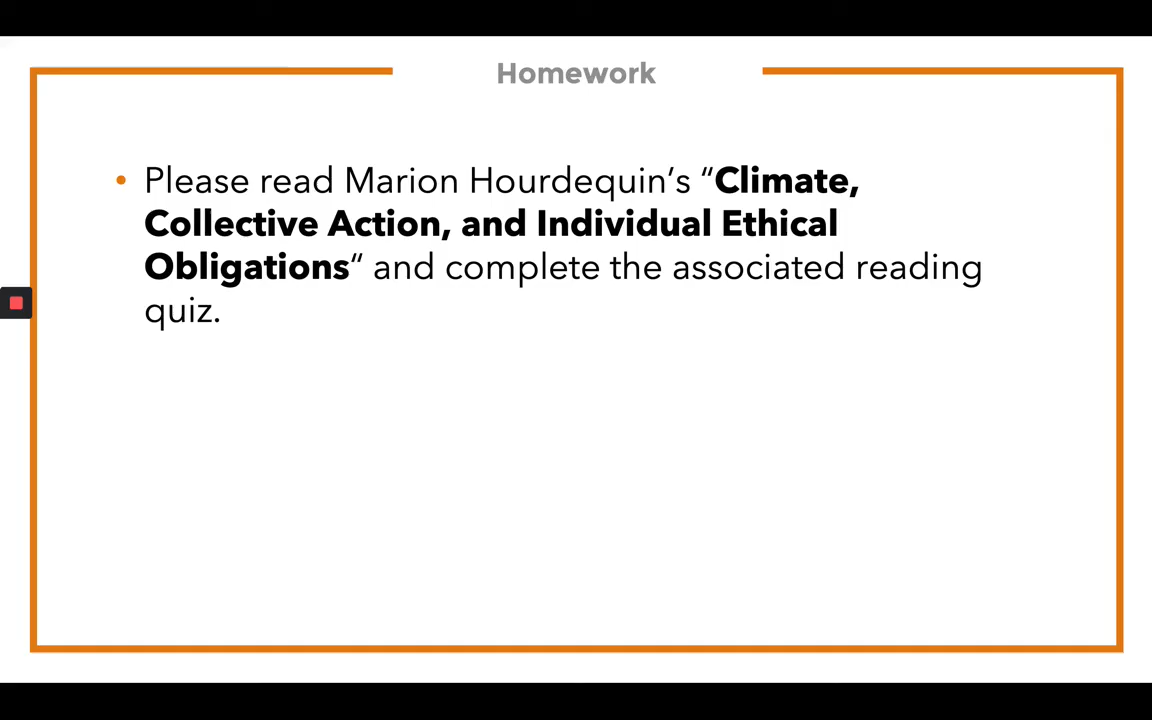 Homework
• Please read Marion Hourdequin’s “Climate,
Collective Action, and Individual Ethical
Obligations“ and complete the associated reading
quiz.